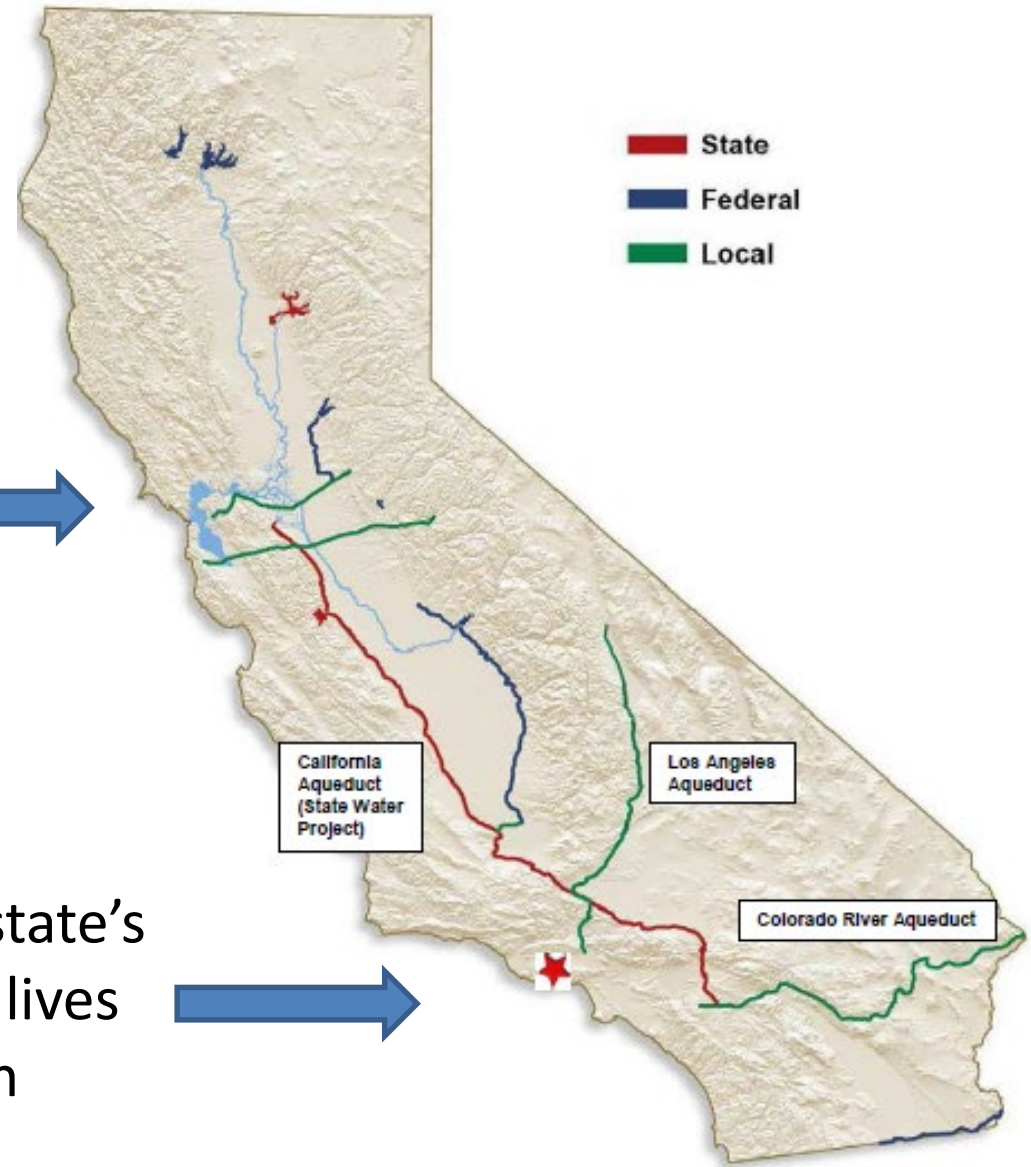 State
Federal
Local
California
Aqueduct
(State Water
Project)
Los Angeles
Aqueduct
Colorado River Aqueduct
state’s
lives